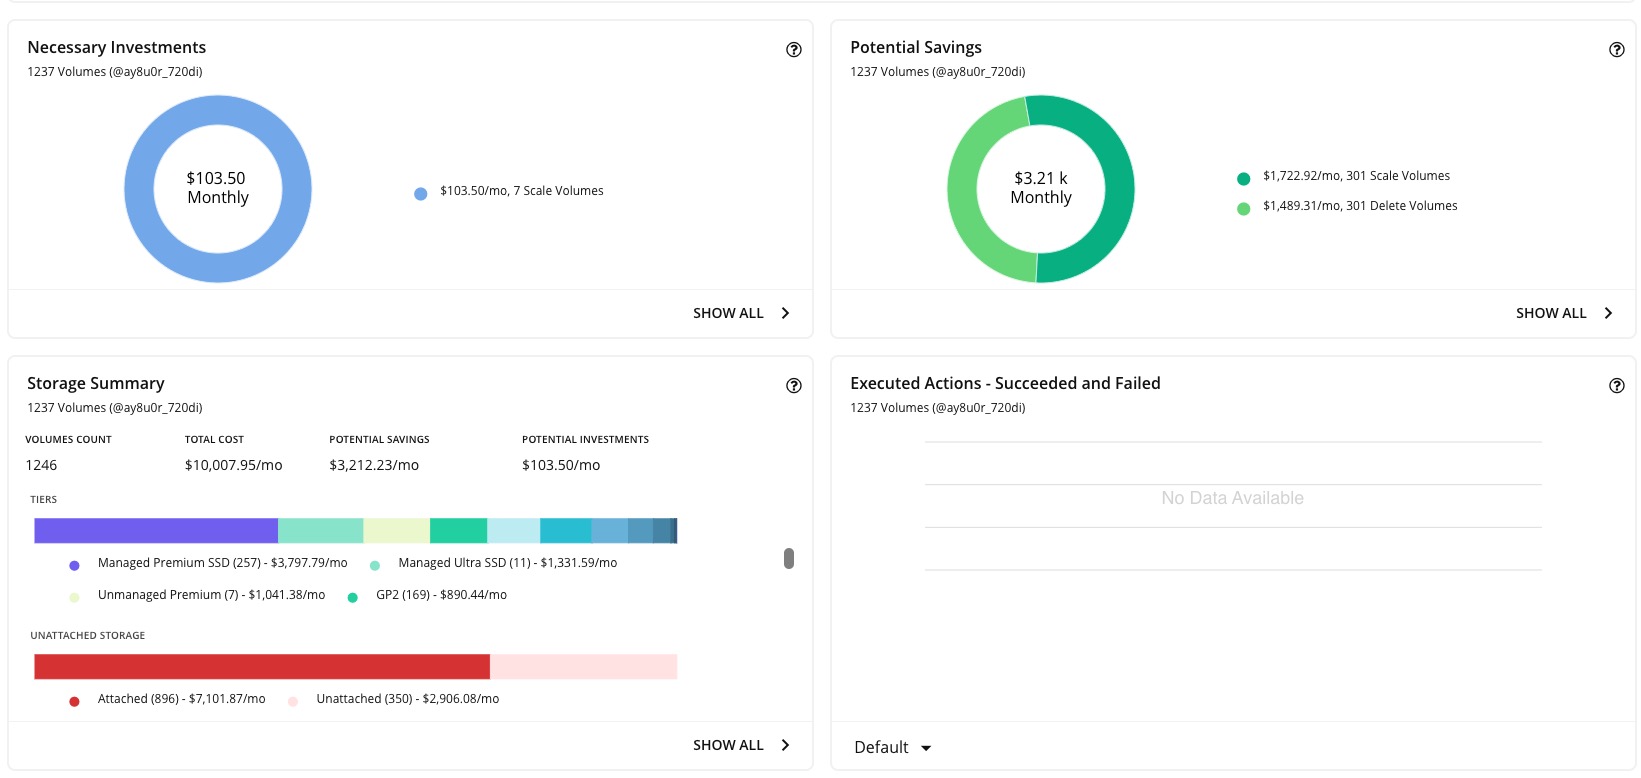 Necessary Investments
1237 Volumes (@ay8u0r_720di)
$103.50
Monthly
$103.50/mo, 7 Scale Volumes
SHOW ALL
Potential Savings
1237 Volumes (@ay8u0r_720di)
$3.21 k
Monthly
$1,722.92/mo, 301 Scale Volumes
$1,489.31/mo, 301 Delete Volumes
SHOW ALL
Storage Summary
1237 Volumes (@ay8u0r_720di)
VOLUMES COUNT TOTAL COST POTENTIAL SAVINGS POTENTIAL INVESTMENTS
1246 $10,007.95/mo $3,212.23/mo $103.50/mo
TIERS
Managed Premium SSD (257) - $3,797.79/mo Managed Ultra SSD (11) - $1,331.59/mo
Unmanaged Premium (7) - $1,041.38/mo GP2 (169) - $890.44/mo
UNATTACHED STORAGE
Attached (896) - $7,101.87/mo Unattached (350) - $2,906.08/mo
SHOW ALL
Executed Actions - Succeeded and Failed
1237 Volumes (@ay8u0r_720di)
No Data Available
Default